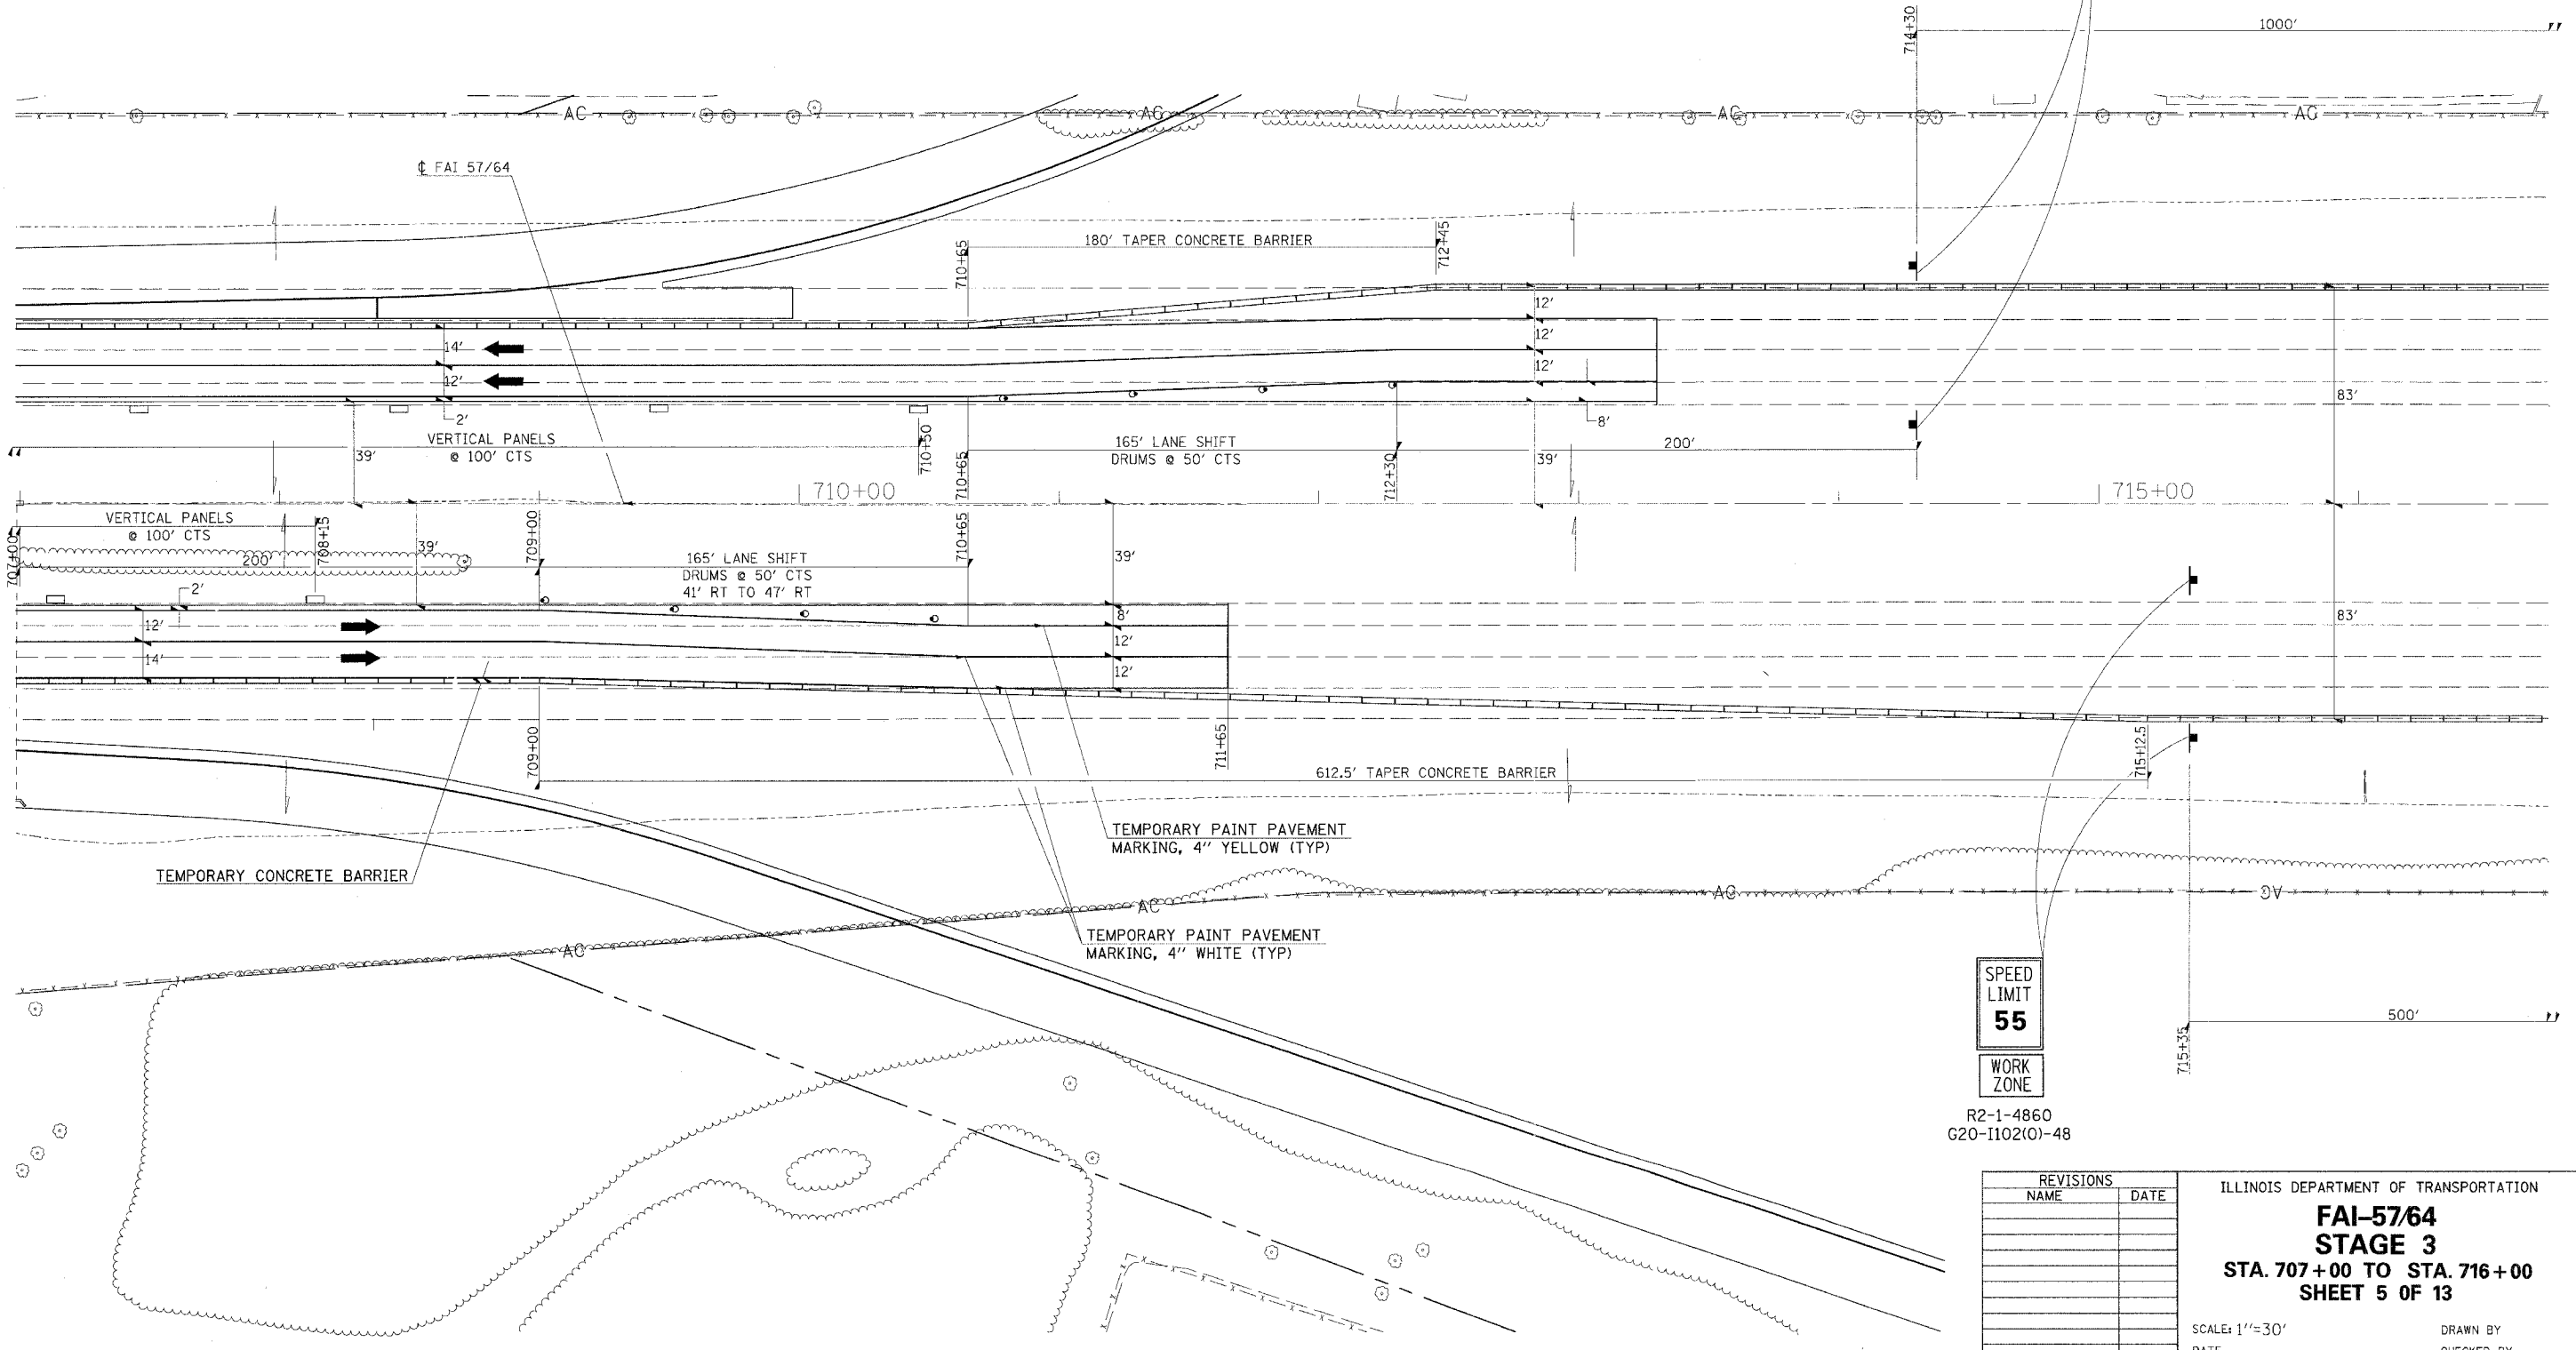 714+30
1000'
AC
AC
AC
AC
℄ FAI 57/64
710+65
180' TAPER CONCRETE BARRIER
712+45
12'
12'
12'
14'
12'
2'
8'
83'
VERTICAL PANELS
@ 100' CTS
39'
710+50
710+65
165' LANE SHIFT
DRUMS @ 50' CTS
712+30
39'
200'
710+00
715+00
VERTICAL PANELS
@ 100' CTS
707+00
708+15
200'
39'
709+00
710+65
165' LANE SHIFT
DRUMS @ 50' CTS
41' RT TO 47' RT
39'
2'
12'
14'
8'
12'
12'
83'
709+00
711+65
715+12.5
612.5' TAPER CONCRETE BARRIER
TEMPORARY PAINT PAVEMENT
MARKING, 4" YELLOW (TYP)
TEMPORARY CONCRETE BARRIER
AC
AC
AC
AC
TEMPORARY PAINT PAVEMENT
MARKING, 4" WHITE (TYP)
SPEED
LIMIT
55
WORK
ZONE
R2-1-4860
G20-I102(O)-48
715+35
500'
REVISIONS
NAME DATE
ILLINOIS DEPARTMENT OF TRANSPORTATION
FAI-57/64
STAGE 3
STA. 707+00 TO STA. 716+00
SHEET 5 OF 13
SCALE: 1"=30'
DRAWN BY
DATE
CHECKED BY